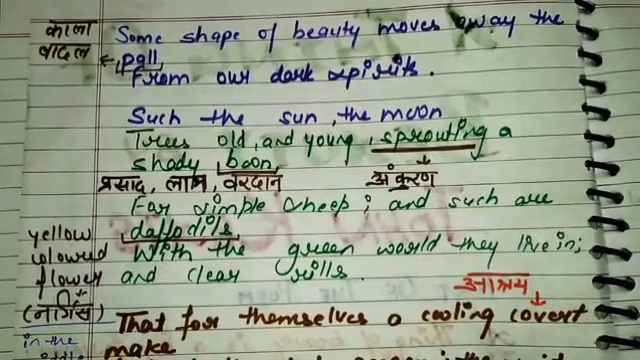 काला
बादल
Some shape of beauty moves away the
← pall,
From our dark spirits.
Such the sun, the moon
Trees old, and young, sprouting a
shady boon
प्रसाद, लाभ, वरदान
अंकुरण
For simple sheep; and such are
yellow
daffodils
With the green world they live in;
flower and clear rills.
(नर्गिस)
आश्रय
That for themselves a cooling covert
make
in the